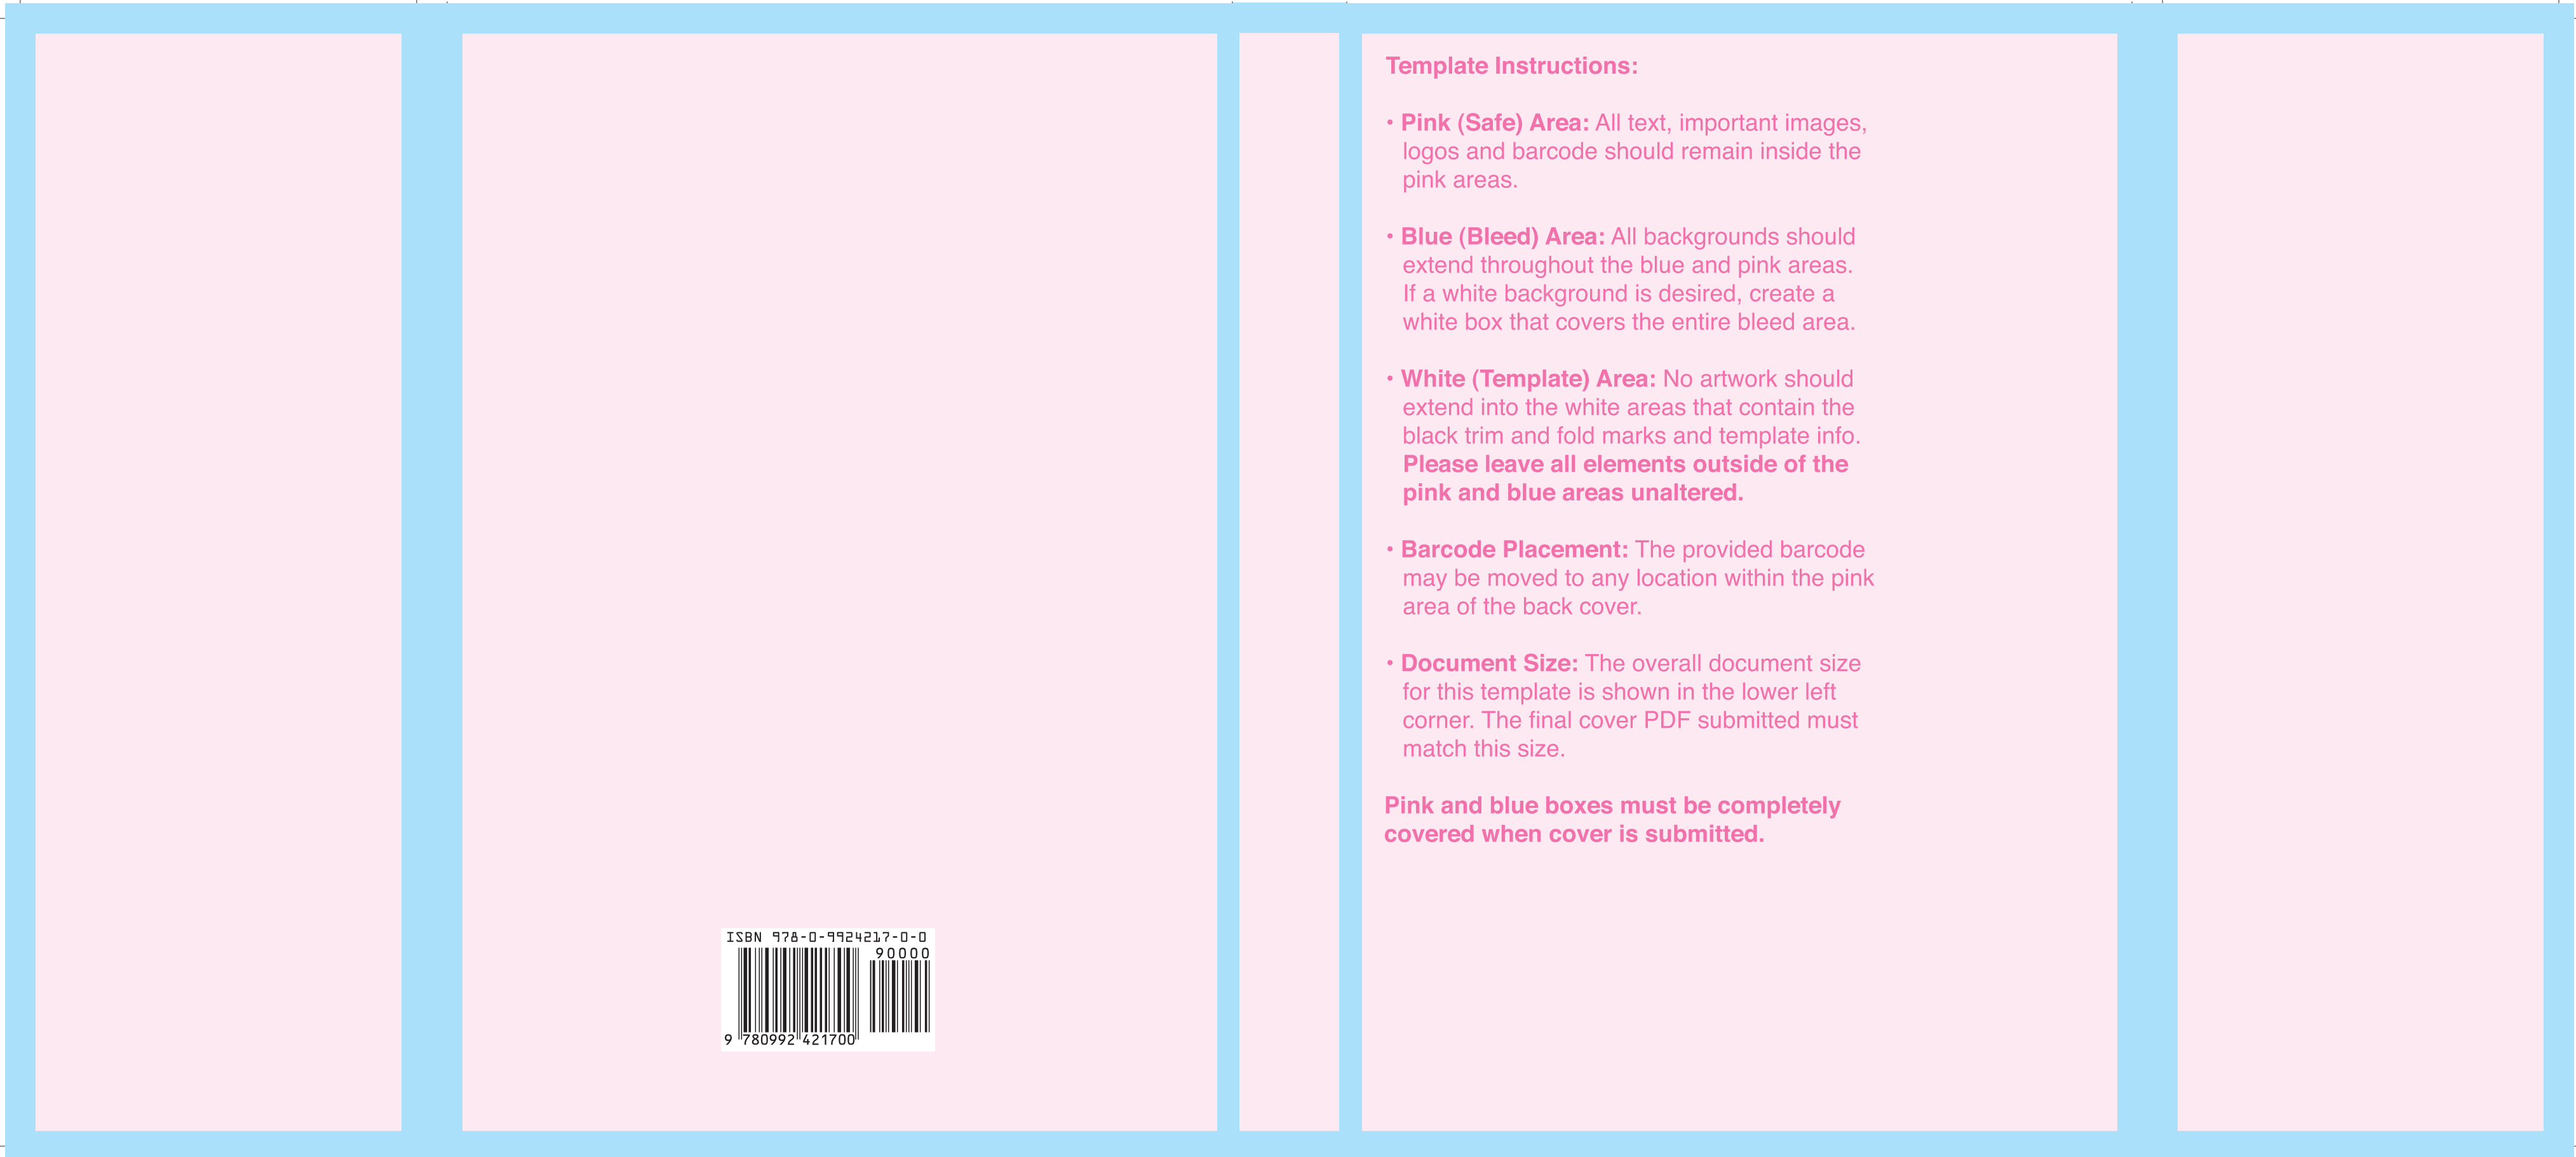 Template Instructions:
• Pink (Safe) Area: All text, important images,
logos and barcode should remain inside the
pink areas.
• Blue (Bleed) Area: All backgrounds should
extend throughout the blue and pink areas.
If a white background is desired, create a
white box that covers the entire bleed area.
• White (Template) Area: No artwork should
extend into the white areas that contain the
black trim and fold marks and template info.
Please leave all elements outside of the
pink and blue areas unaltered.
• Barcode Placement: The provided barcode
may be moved to any location within the pink
area of the back cover.
• Document Size: The overall document size
for this template is shown in the lower left
corner. The final cover PDF submitted must
match this size.
Pink and blue boxes must be completely
covered when cover is submitted.
ISBN 978-0-9924217-0-0
90000
9 780992 421700